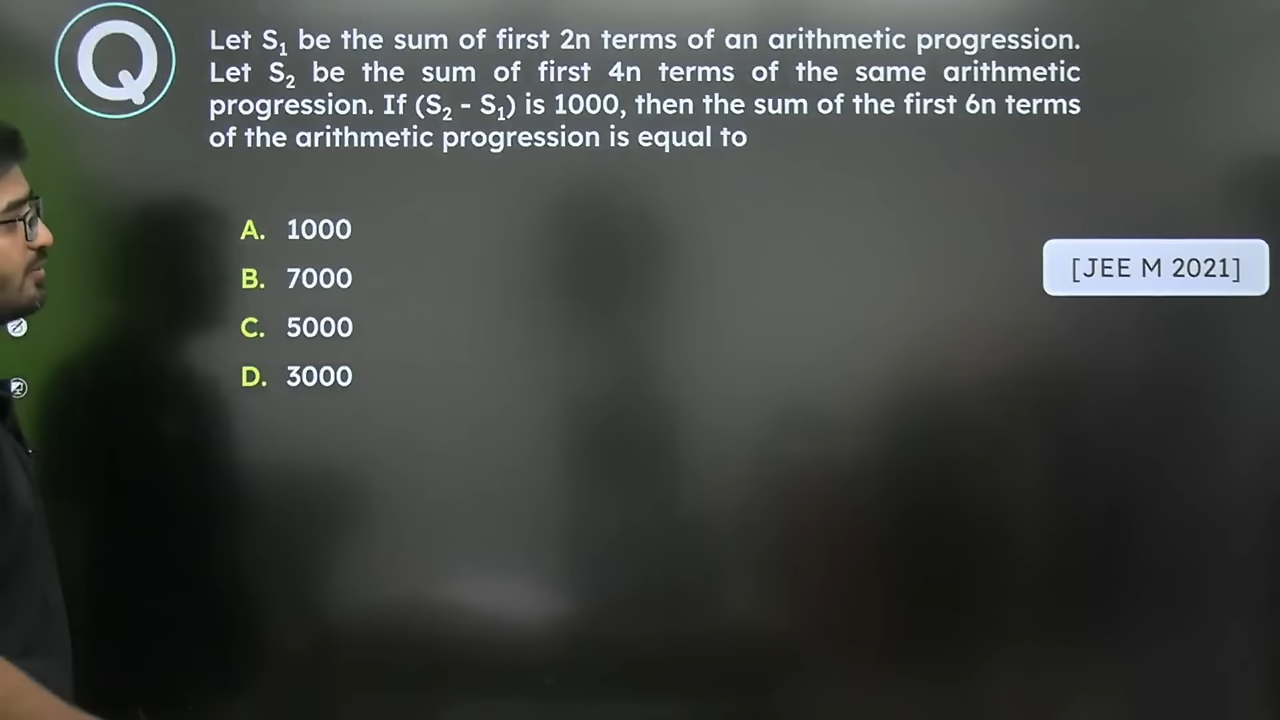 Q
Let S₁ be the sum of first 2n terms of an arithmetic progression.
Let S₂ be the sum of first 4n terms of the same arithmetic
progression. If (S₂ - S₁) is 1000, then the sum of the first 6n terms
of the arithmetic progression is equal to
A. 1000
B. 7000
[JEE M 2021]
C. 5000
D. 3000